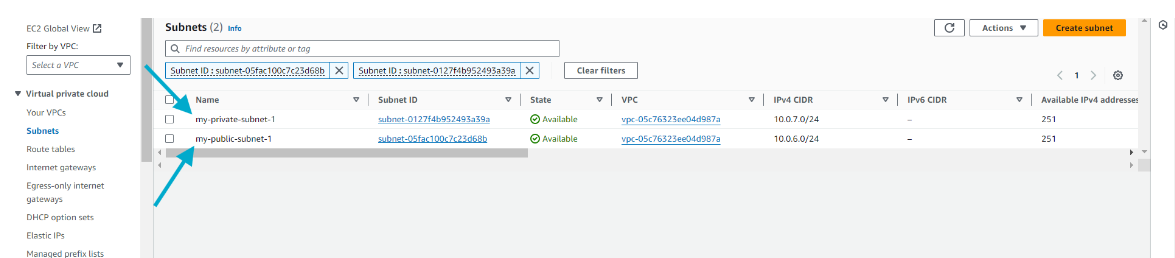 EC2 Global View
Filter by VPC:
Select a VPC
Virtual private cloud
Your VPCs
Subnets
Route tables
Internet gateways
Egress-only internet
gateways
DHCP option sets
Elastic IPs
Managed prefix lists
Subnets (2) Info
Actions
Create subnet
Find resources by attribute or tag
Subnet ID : subnet-05fac100c7c23d68b
Subnet ID : subnet-0127f4b952493a39a
Clear filters
1
Name Subnet ID State VPC IPv4 CIDR IPv6 CIDR Available IPv4 addresses
my-private-subnet-1 subnet-0127f4b952493a39a Available vpc-05c76323ee04d987a 10.0.7.0/24 – 251
my-public-subnet-1 subnet-05fac100c7c23d68b Available vpc-05c76323ee04d987a 10.0.6.0/24 – 251